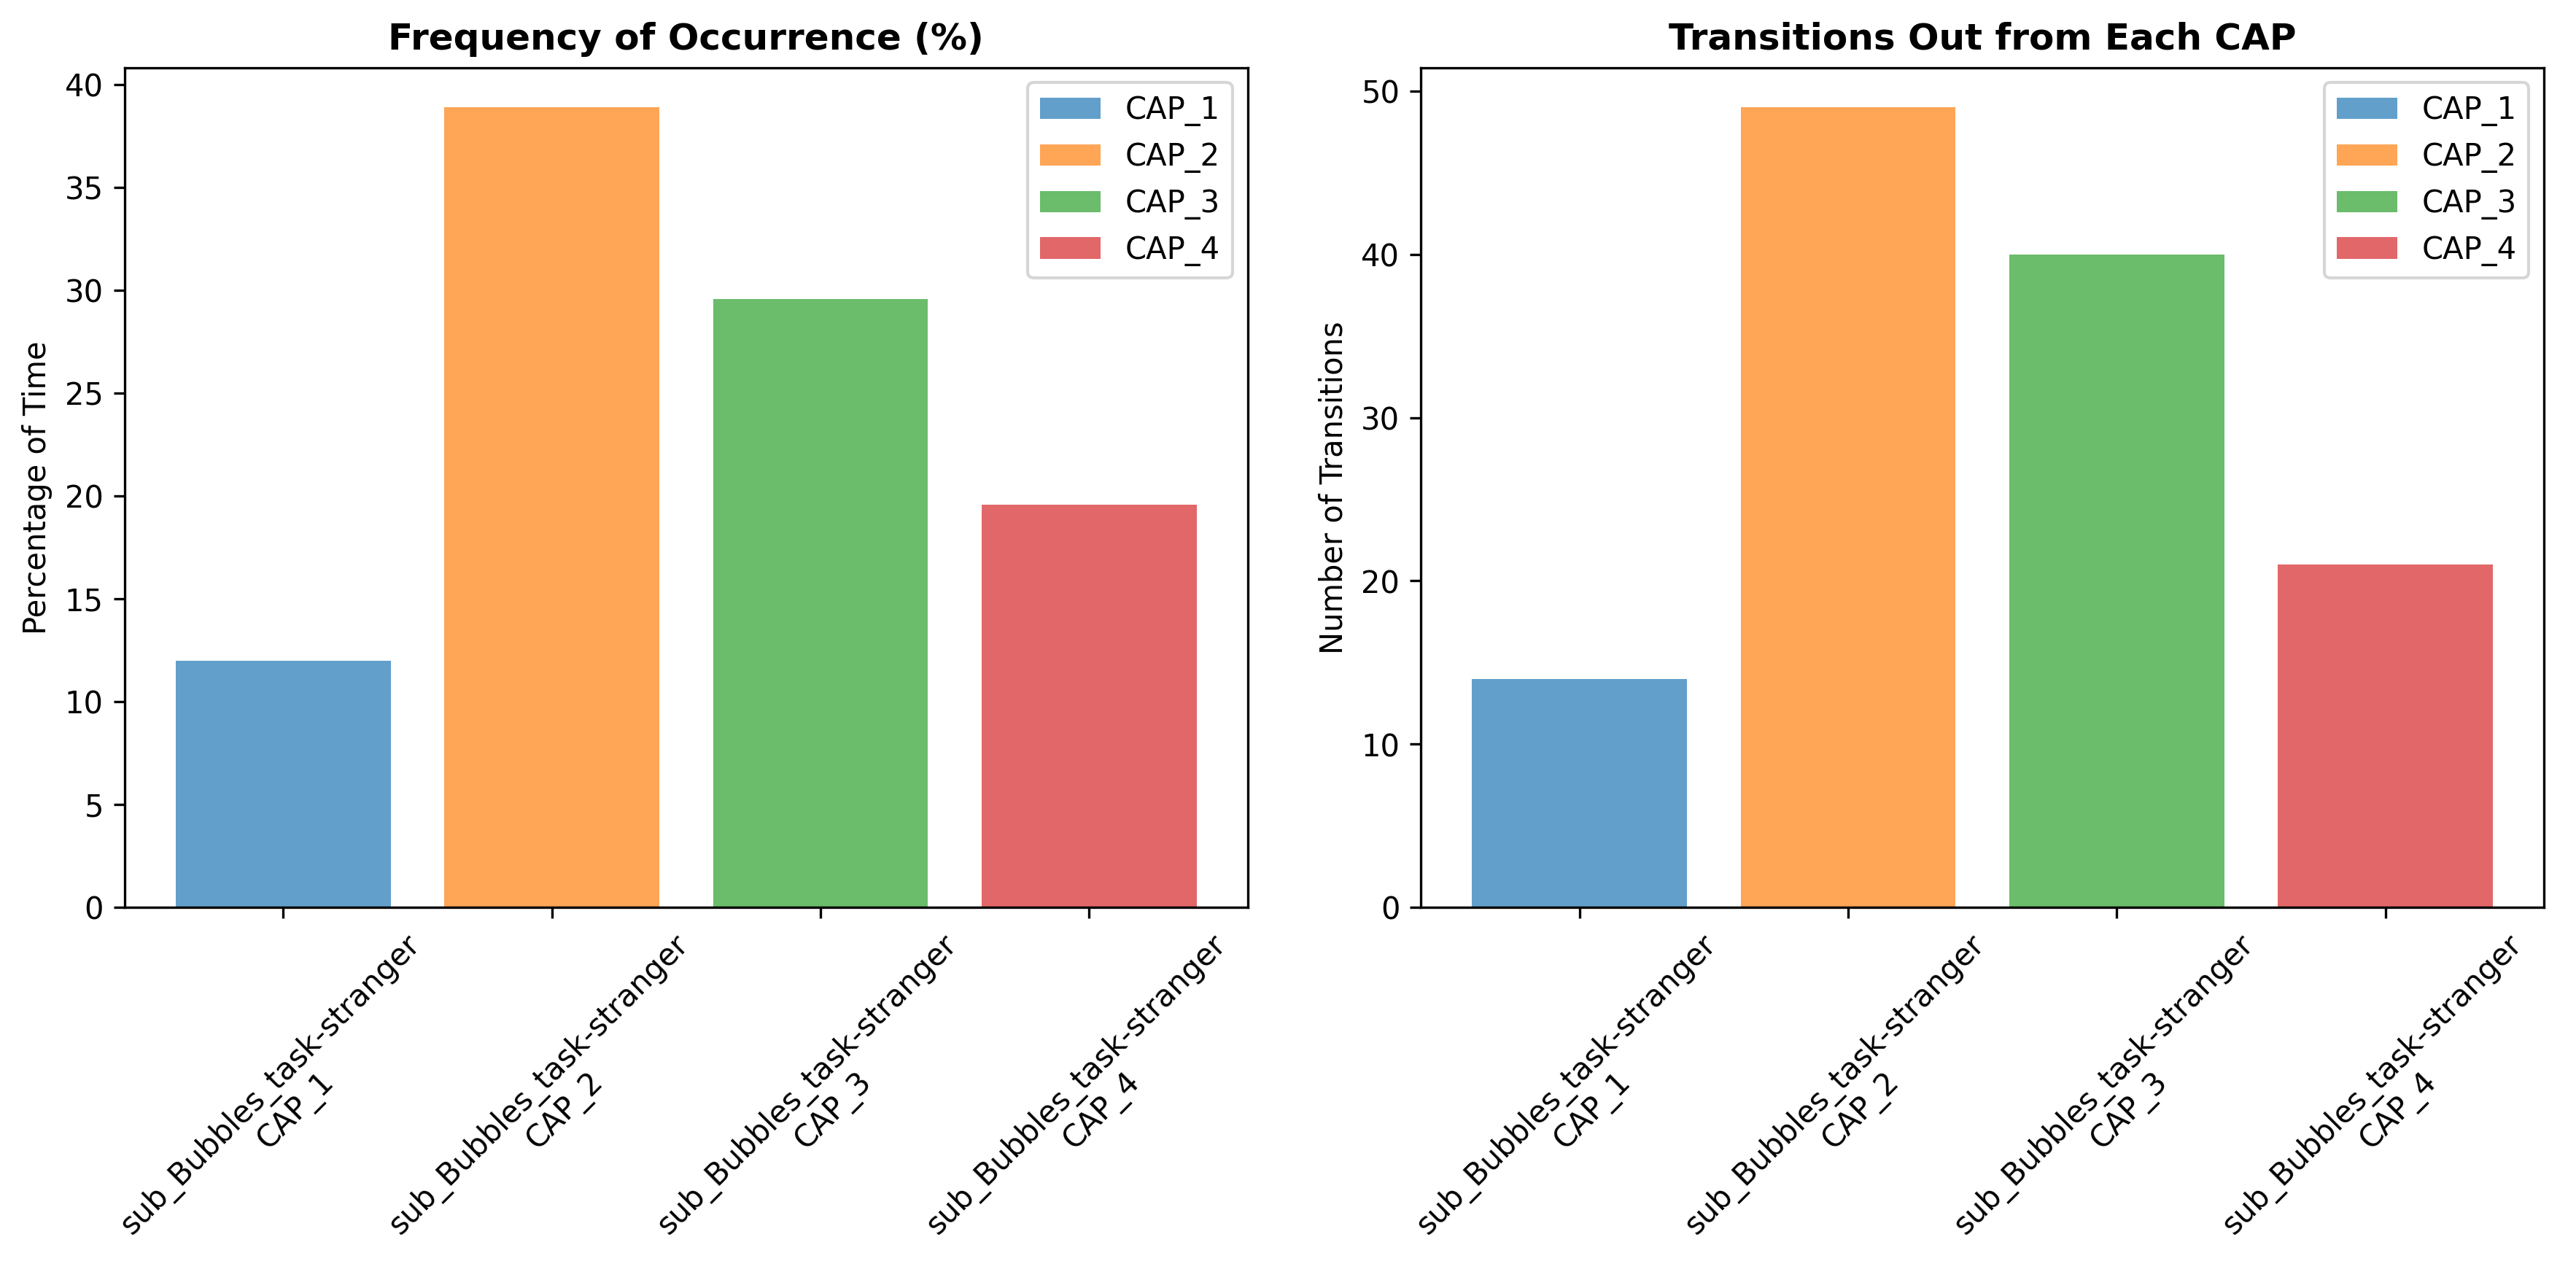 Frequency of Occurrence (%)
Percentage of Time
40
35
30
25
20
15
10
5
0
CAP_1
CAP_2
CAP_3
CAP_4
sub_Bubbles_task-stranger
CAP_1
sub_Bubbles_task-stranger
CAP_2
sub_Bubbles_task-stranger
CAP_3
sub_Bubbles_task-stranger
CAP_4
Transitions Out from Each CAP
Number of Transitions
50
40
30
20
10
0
CAP_1
CAP_2
CAP_3
CAP_4
sub_Bubbles_task-stranger
CAP_1
sub_Bubbles_task-stranger
CAP_2
sub_Bubbles_task-stranger
CAP_3
sub_Bubbles_task-stranger
CAP_4